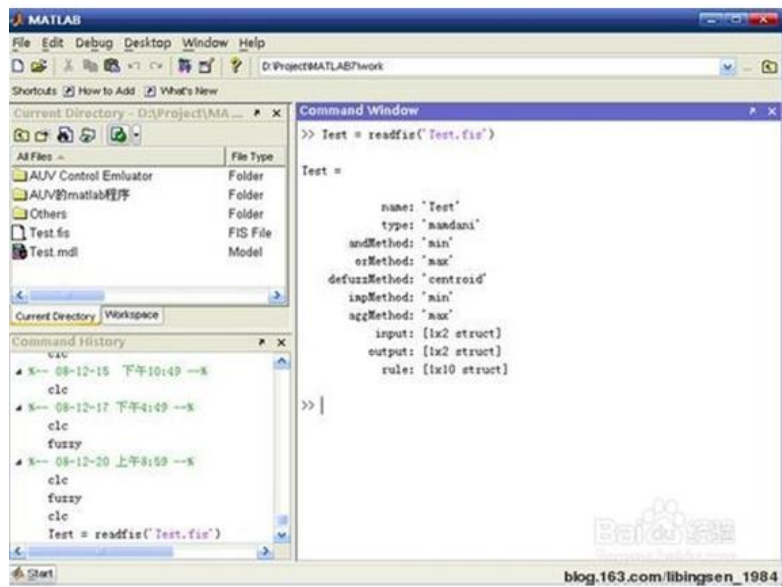 MATLAB
File Edit Debug Desktop Window Help
D:\Project\MATLAB7\work
Shortcuts How to Add What's New
Current Directory - D:\Project\MA...
All Files File Type
AUV Control Emluator Folder
AUV的matlab程序 Folder
Others Folder
Test.fis FIS File
Test.mdl Model
Current Directory Workspace
Command History
clc
%-- 08-12-15 下午10:49 --%
clc
%-- 08-12-17 下午4:49 --%
clc
fuzzy
%-- 08-12-20 上午8:59 --%
clc
fuzzy
clc
Test = readfis('Test.fis')
Start
Command Window
>> Test = readfis('Test.fis')
Test =
name: 'Test'
type: 'mamdani'
andMethod: 'min'
orMethod: 'max'
defuzzMethod: 'centroid'
impMethod: 'min'
aggMethod: 'max'
input: [1x2 struct]
output: [1x2 struct]
rule: [1x10 struct]
>>
Baidu 经验
blog.163.com/libingsen_1984